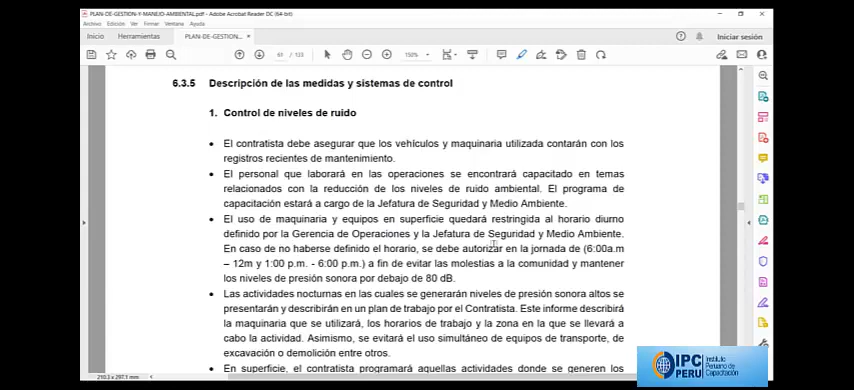 PLAN-DE-GESTION-Y-MANEJO-AMBIENTAL.pdf - Adobe Acrobat Reader DC (64-bit)
Archivo Edición Ver Firmar Ventana Ayuda
Inicio Herramientas PLAN-DE-GESTION... × Iniciar sesión
61 / 123 150%
6.3.5 Descripción de las medidas y sistemas de control
1. Control de niveles de ruido
• El contratista debe asegurar que los vehículos y maquinaria utilizada contarán con los
registros recientes de mantenimiento.
• El personal que laborará en las operaciones se encontrará capacitado en temas
relacionados con la reducción de los niveles de ruido ambiental. El programa de
capacitación estará a cargo de la Jefatura de Seguridad y Medio Ambiente.
• El uso de maquinaria y equipos en superficie quedará restringida al horario diurno
definido por la Gerencia de Operaciones y la Jefatura de Seguridad y Medio Ambiente.
En caso de no haberse definido el horario, se debe autorizar en la jornada de (6:00a.m
– 12m y 1:00 p.m. - 6:00 p.m.) a fin de evitar las molestias a la comunidad y mantener
los niveles de presión sonora por debajo de 80 dB.
• Las actividades nocturnas en las cuales se generarán niveles de presión sonora altos se
presentarán y describirán en un plan de trabajo por el Contratista. Este informe describirá
la maquinaria que se utilizará, los horarios de trabajo y la zona en la que se llevará a
cabo la actividad. Asimismo, se evitará el uso simultáneo de equipos de transporte, de
excavación o demolición entre otros.
• En superficie, el contratista programará aquellas actividades donde se generen los
210.3 x 297.1 mm
IPC PERU
Instituto
Peruano de
Capacitación